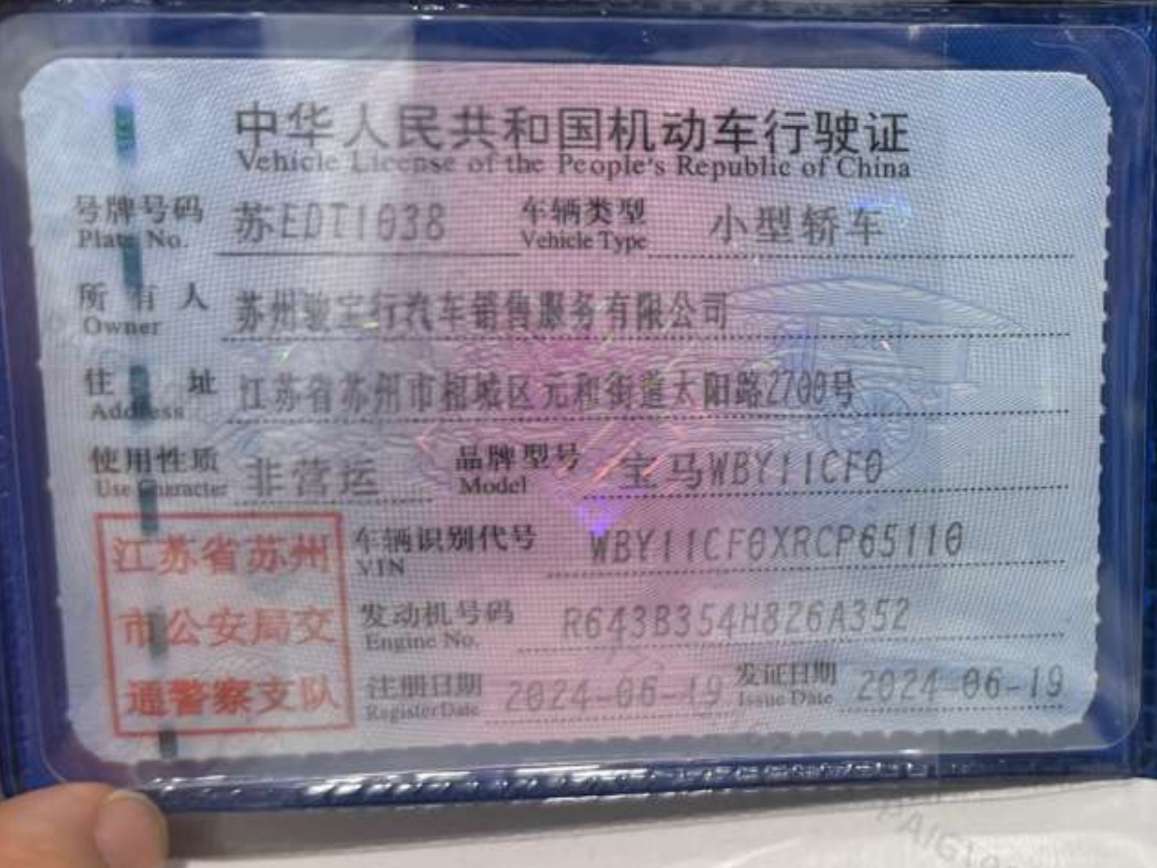 中华人民共和国机动车行驶证
Vehicle License of the People's Republic of China
号牌号码 苏EDT1038 车辆类型 小型轿车
Plate No. Vehicle Type
所有人 苏州骏宝行汽车销售服务有限公司
Owner
住址 江苏省苏州市相城区元和街道太阳路2700号
Address
使用性质 非营运 品牌型号 宝马WBY11CF0
Use Character Model
江苏省苏州 车辆识别代号 WBY11CF0XRCP65110
VIN
市公安局交 发动机号码 R643B354H826A352
Engine No.
通警察支队 注册日期 2024-06-19 发证日期 2024-06-19
Register Date Issue Date